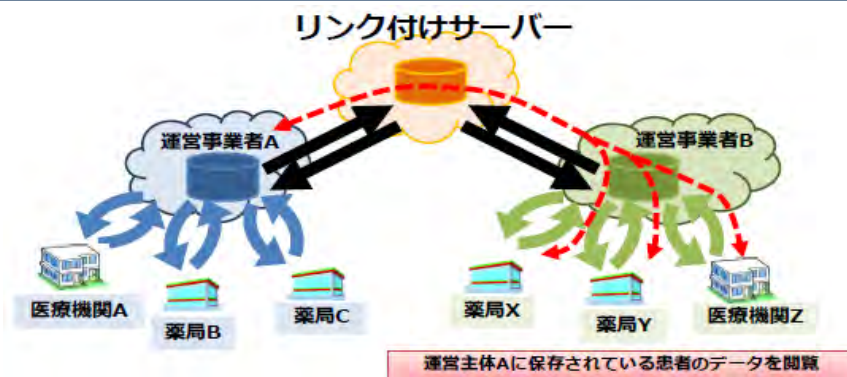 リンク付けサーバー
運営事業者A
運営事業者B
医療機関A
薬局B
薬局C
薬局X
薬局Y
医療機関Z
運営主体Aに保存されている患者のデータを閲覧